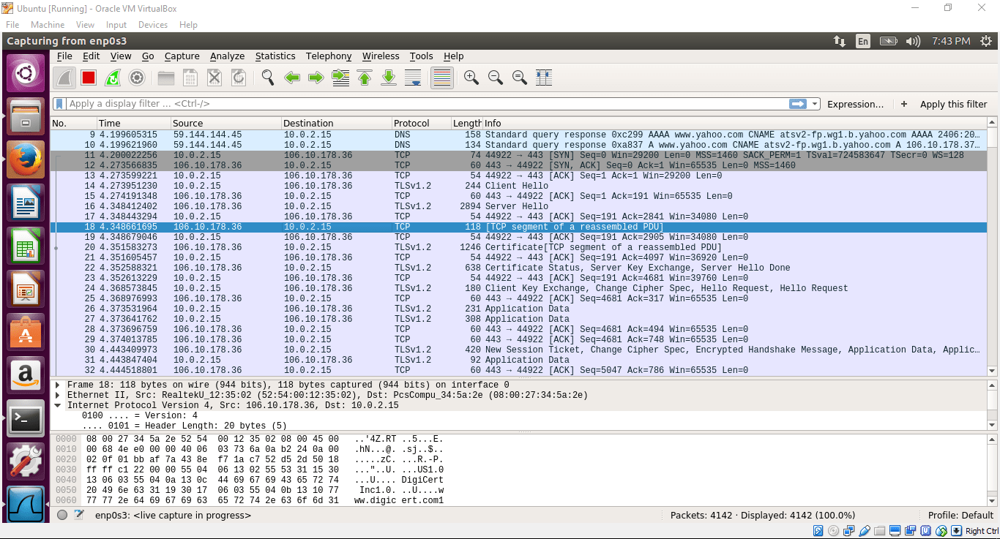 Ubuntu [Running] - Oracle VM VirtualBox
File Machine View Input Devices Help
Capturing from enp0s3 En 7:43 PM
File Edit View Go Capture Analyze Statistics Telephony Wireless Tools Help
Apply a display filter ... <Ctrl-/> Expression... + Apply this filter
No. Time Source Destination Protocol Length Info
9 4.199605315 59.144.144.45 10.0.2.15 DNS 158 Standard query response 0xc299 AAAA www.yahoo.com CNAME atsv2-fp.wg1.b.yahoo.com AAAA 2406:20...
10 4.199621960 59.144.144.45 10.0.2.15 DNS 134 Standard query response 0xa837 A www.yahoo.com CNAME atsv2-fp.wg1.b.yahoo.com A 106.10.178.37...
11 4.200022256 10.0.2.15 106.10.178.36 TCP 74 44922 → 443 [SYN] Seq=0 Win=29200 Len=0 MSS=1460 SACK_PERM=1 TSval=724583647 TSecr=0 WS=128
12 4.273566835 106.10.178.36 10.0.2.15 TCP 60 443 → 44922 [SYN, ACK] Seq=0 Ack=1 Win=65535 Len=0 MSS=1460
13 4.273599221 10.0.2.15 106.10.178.36 TCP 54 44922 → 443 [ACK] Seq=1 Ack=1 Win=29200 Len=0
14 4.273951230 10.0.2.15 106.10.178.36 TLSv1.2 244 Client Hello
15 4.274191348 106.10.178.36 10.0.2.15 TCP 60 443 → 44922 [ACK] Seq=1 Ack=191 Win=65535 Len=0
16 4.348412402 106.10.178.36 10.0.2.15 TLSv1.2 2894 Server Hello
17 4.348443294 10.0.2.15 106.10.178.36 TCP 54 44922 → 443 [ACK] Seq=191 Ack=2841 Win=34080 Len=0
18 4.348661695 106.10.178.36 10.0.2.15 TCP 118 [TCP segment of a reassembled PDU]
19 4.348679046 10.0.2.15 106.10.178.36 TCP 54 44922 → 443 [ACK] Seq=191 Ack=2905 Win=34080 Len=0
20 4.351583273 106.10.178.36 10.0.2.15 TLSv1.2 1246 Certificate[TCP segment of a reassembled PDU]
21 4.351605457 10.0.2.15 106.10.178.36 TCP 54 44922 → 443 [ACK] Seq=191 Ack=4097 Win=36920 Len=0
22 4.352588321 106.10.178.36 10.0.2.15 TLSv1.2 638 Certificate Status, Server Key Exchange, Server Hello Done
23 4.352613229 10.0.2.15 106.10.178.36 TCP 54 44922 → 443 [ACK] Seq=191 Ack=4681 Win=39760 Len=0
24 4.368573845 10.0.2.15 106.10.178.36 TLSv1.2 180 Client Key Exchange, Change Cipher Spec, Hello Request, Hello Request
25 4.368976993 106.10.178.36 10.0.2.15 TCP 60 443 → 44922 [ACK] Seq=4681 Ack=317 Win=65535 Len=0
26 4.373531964 10.0.2.15 106.10.178.36 TLSv1.2 231 Application Data
27 4.373641762 10.0.2.15 106.10.178.36 TLSv1.2 308 Application Data
28 4.373696759 106.10.178.36 10.0.2.15 TCP 60 443 → 44922 [ACK] Seq=4681 Ack=494 Win=65535 Len=0
29 4.374013785 106.10.178.36 10.0.2.15 TCP 60 443 → 44922 [ACK] Seq=4681 Ack=748 Win=65535 Len=0
30 4.443409973 106.10.178.36 10.0.2.15 TLSv1.2 420 New Session Ticket, Change Cipher Spec, Encrypted Handshake Message, Application Data, Applic...
31 4.443847404 10.0.2.15 106.10.178.36 TLSv1.2 92 Application Data
32 4.444518801 106.10.178.36 10.0.2.15 TCP 60 443 → 44922 [ACK] Seq=5047 Ack=786 Win=65535 Len=0
Frame 18: 118 bytes on wire (944 bits), 118 bytes captured (944 bits) on interface 0
Ethernet II, Src: RealtekU_12:35:02 (52:54:00:12:35:02), Dst: PcsCompu_34:5a:2e (08:00:27:34:5a:2e)
Internet Protocol Version 4, Src: 106.10.178.36, Dst: 10.0.2.15
0100 .... = Version: 4
.... 0101 = Header Length: 20 bytes (5)
0000 08 00 27 34 5a 2e 52 54 00 12 35 02 08 00 45 00 ..'4Z.RT ..5...E.
0010 00 68 4e e0 00 00 40 06 03 73 6a 0a b2 24 0a 00 .hN...@. .sj..$..
0020 02 0f 01 bb af 7a 43 8e f7 1a c7 52 d5 2d 50 18 .....zC. ...R.-P.
0030 ff ff c1 22 00 00 55 04 06 13 02 55 53 31 15 30 ..."..U. ...US1.0
0040 13 06 03 55 04 0a 13 0c 44 69 67 69 43 65 72 74 ...U.... DigiCert
0050 20 49 6e 63 31 19 30 17 06 03 55 04 0b 13 10 77 Inc1.0. ..U....w
0060 77 77 2e 64 69 67 69 63 65 72 74 2e 63 6f 6d 31 ww.digic ert.com1
enp0s3: <live capture in progress> Packets: 4142 · Displayed: 4142 (100.0%) Profile: Default
Right Ctrl